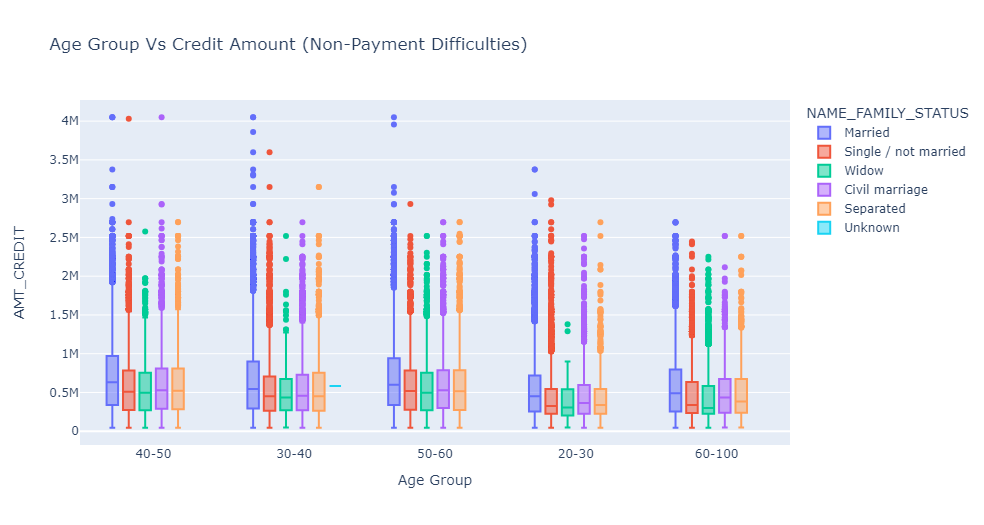 Age Group Vs Credit Amount (Non-Payment Difficulties)
NAME_FAMILY_STATUS
Married
Single / not married
Widow
Civil marriage
Separated
Unknown
AMT_CREDIT
4M
3.5M
3M
2.5M
2M
1.5M
1M
0.5M
0
40-50
30-40
50-60
20-30
60-100
Age Group